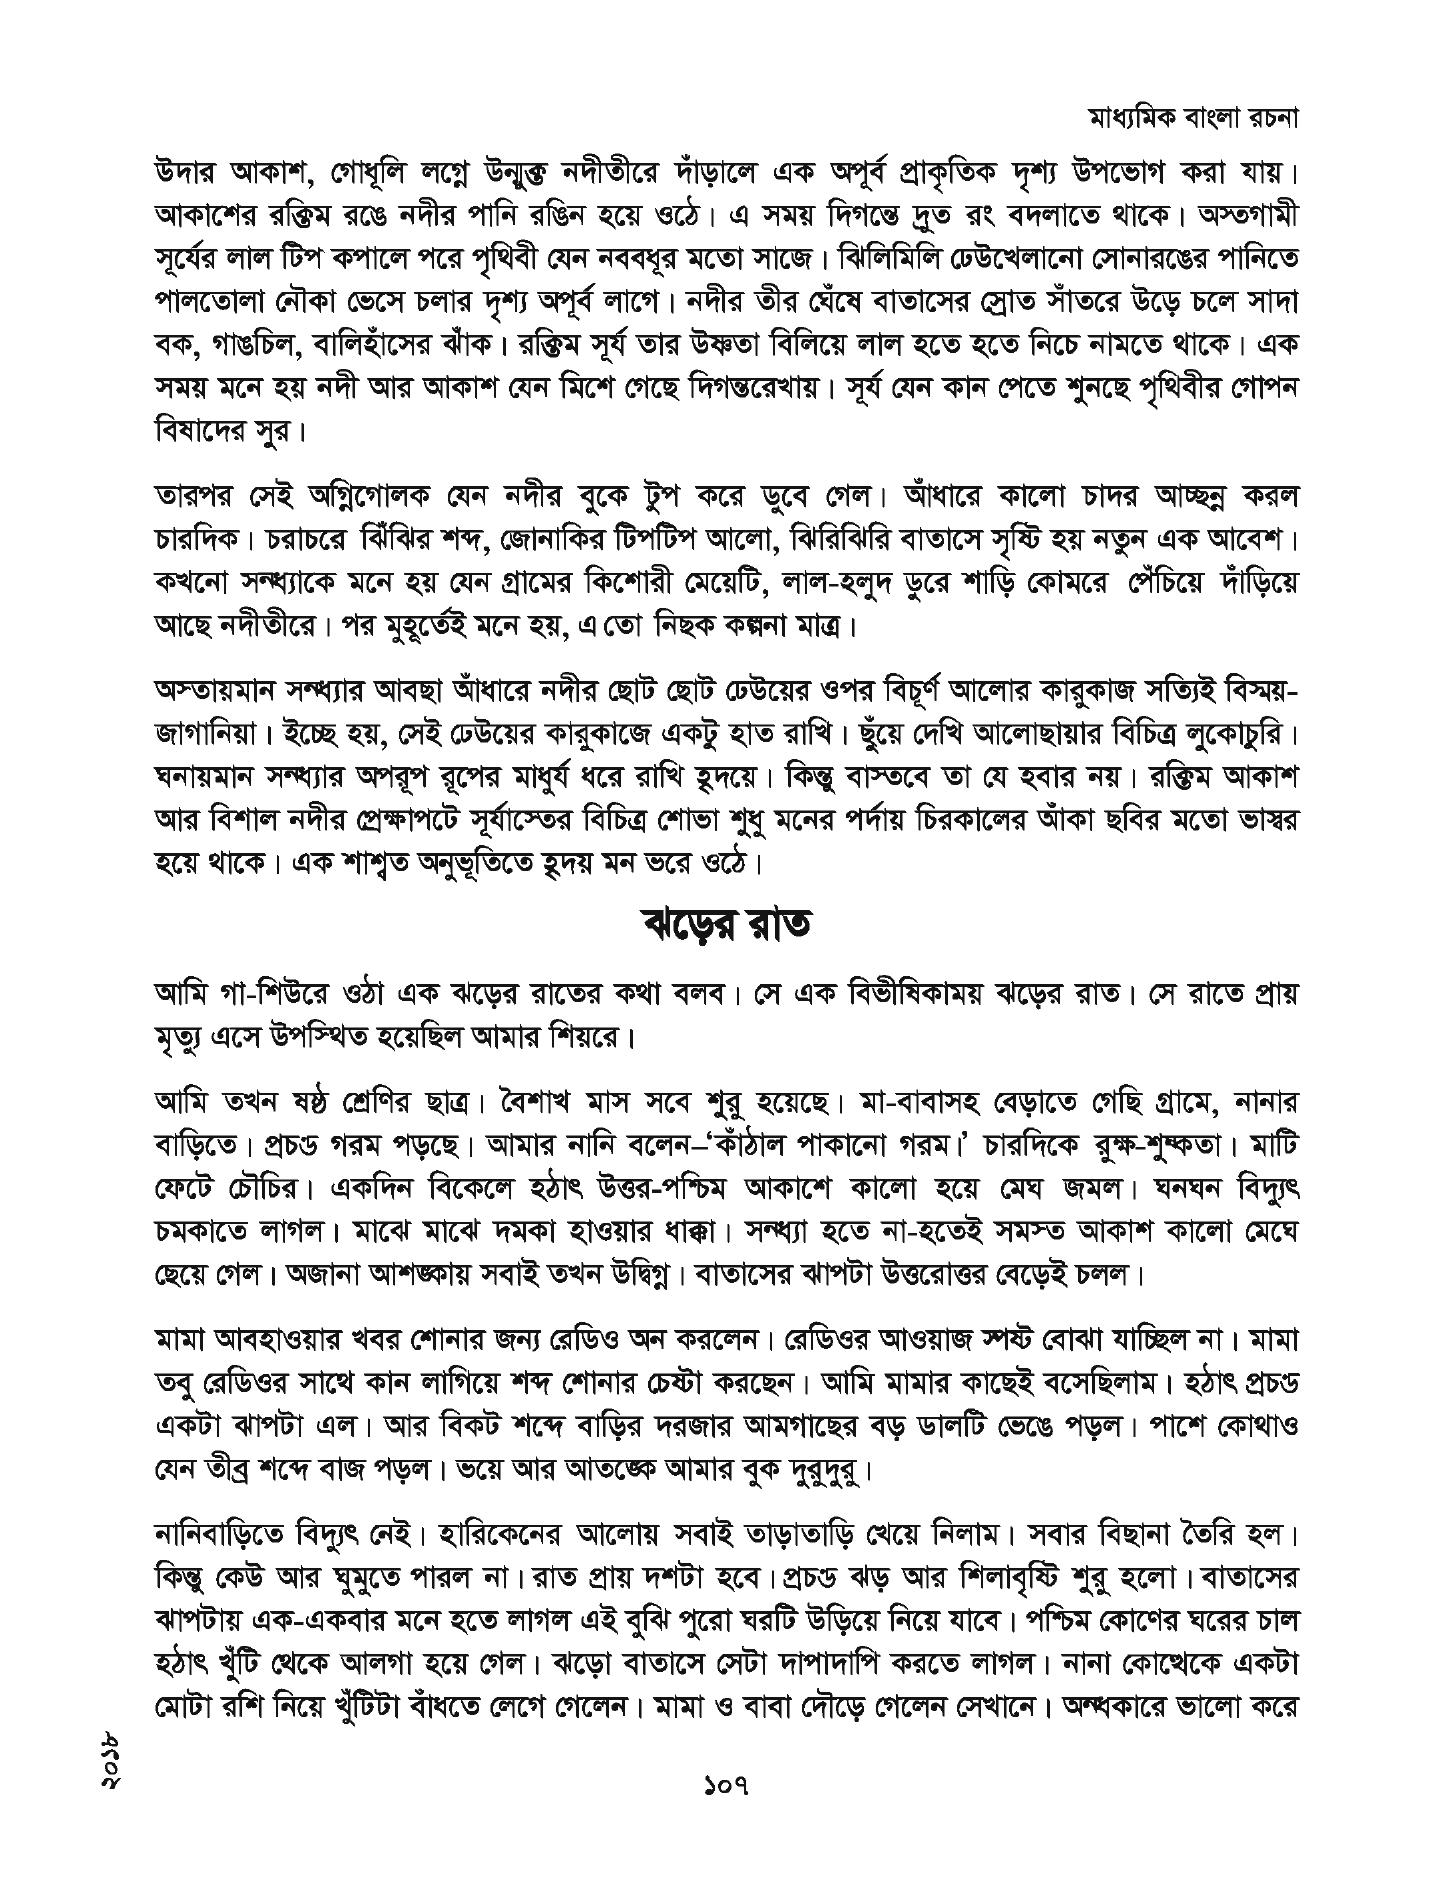 মাধ্যমিক বাংলা রচনা
উদার আকাশ, গোধূলি লগ্নে উন্মুক্ত নদীতীরে দাঁড়ালে এক অপূর্ব প্রাকৃতিক দৃশ্য উপভোগ করা যায়।
আকাশের রক্তিম রঙে নদীর পানি রঙিন হয়ে ওঠে। এ সময় দিগন্তে দ্রুত রং বদলাতে থাকে। অস্তগামী
সূর্যের লাল টিপ কপালে পরে পৃথিবী যেন নববধূর মতো সাজে। ঝিলিমিলি ঢেউখেলানো সোনারঙের পানিতে
পালতোলা নৌকা ভেসে চলার দৃশ্য অপূর্ব লাগে। নদীর তীর ঘেঁষে বাতাসের স্রোত সাঁতরে উড়ে চলে সাদা
বক, গাঙচিল, বালিহাঁসের ঝাঁক। রক্তিম সূর্য তার উষ্ণতা বিলিয়ে লাল হতে হতে নিচে নামতে থাকে। এক
সময় মনে হয় নদী আর আকাশ যেন মিশে গেছে দিগন্তরেখায়। সূর্য যেন কান পেতে শুনছে পৃথিবীর গোপন
বিষাদের সুর।
তারপর সেই অগ্নিগোলক যেন নদীর বুকে টুপ করে ডুবে গেল। আঁধারে কালো চাদর আচ্ছন্ন করল
চারদিক। চরাচরে ঝিঁঝির শব্দ, জোনাকির টিপটিপ আলো, ঝিরিঝিরি বাতাসে সৃষ্টি হয় নতুন এক আবেশ।
কখনো সন্ধ্যাকে মনে হয় যেন গ্রামের কিশোরী মেয়েটি, লাল-হলুদ ডুরে শাড়ি কোমরে পেঁচিয়ে দাঁড়িয়ে
আছে নদীতীরে। পর মুহূর্তেই মনে হয়, এ তো নিছক কল্পনা মাত্র।
অস্তায়মান সন্ধ্যার আবছা আঁধারে নদীর ছোট ছোট ঢেউয়ের ওপর বিচূর্ণ আলোর কারুকাজ সত্যিই বিস্ময়-
জাগানিয়া। ইচ্ছে হয়, সেই ঢেউয়ের কারুকাজে একটু হাত রাখি। ছুঁয়ে দেখি আলোছায়ার বিচিত্র লুকোচুরি।
ঘনায়মান সন্ধ্যার অপরূপ রূপের মাধুর্য ধরে রাখি হৃদয়ে। কিন্তু বাস্তবে তা যে হবার নয়। রক্তিম আকাশ
আর বিশাল নদীর প্রেক্ষাপটে সূর্যাস্তের বিচিত্র শোভা শুধু মনের পর্দায় চিরকালের আঁকা ছবির মতো ভাস্বর
হয়ে থাকে। এক শাশ্বত অনুভূতিতে হৃদয় মন ভরে ওঠে।
ঝড়ের রাত
আমি গা-শিউরে ওঠা এক ঝড়ের রাতের কথা বলব। সে এক বিভীষিকাময় ঝড়ের রাত। সে রাতে প্রায়
মৃত্যু এসে উপস্থিত হয়েছিল আমার শিয়রে।
আমি তখন ষষ্ঠ শ্রেণির ছাত্র। বৈশাখ মাস সবে শুরু হয়েছে। মা-বাবাসহ বেড়াতে গেছি গ্রামে, নানার
বাড়িতে। প্রচণ্ড গরম পড়ছে। আমার নানি বলেন–‘কাঁঠাল পাকানো গরম।’ চারদিকে রুক্ষ-শুষ্কতা। মাটি
ফেটে চৌচির। একদিন বিকেলে হঠাৎ উত্তর-পশ্চিম আকাশে কালো হয়ে মেঘ জমল। ঘনঘন বিদ্যুৎ
চমকাতে লাগল। মাঝে মাঝে দমকা হাওয়ার ধাক্কা। সন্ধ্যা হতে না-হতেই সমস্ত আকাশ কালো মেঘে
ছেয়ে গেল। অজানা আশঙ্কায় সবাই তখন উদ্বিগ্ন। বাতাসের ঝাপটা উত্তরোত্তর বেড়েই চলল।
মামা আবহাওয়ার খবর শোনার জন্য রেডিও অন করলেন। রেডিওর আওয়াজ স্পষ্ট বোঝা যাচ্ছিল না। মামা
তবু রেডিওর সাথে কান লাগিয়ে শব্দ শোনার চেষ্টা করছেন। আমি মামার কাছেই বসেছিলাম। হঠাৎ প্রচণ্ড
একটা ঝাপটা এল। আর বিকট শব্দে বাড়ির দরজার আমগাছের বড় ডালটি ভেঙে পড়ল। পাশে কোথাও
যেন তীব্র শব্দে বাজ পড়ল। ভয়ে আর আতঙ্কে আমার বুক দুরুদুরু।
নানিবাড়িতে বিদ্যুৎ নেই। হারিকেনের আলোয় সবাই তাড়াতাড়ি খেয়ে নিলাম। সবার বিছানা তৈরি হল।
কিন্তু কেউ আর ঘুমুতে পারল না। রাত প্রায় দশটা হবে। প্রচণ্ড ঝড় আর শিলাবৃষ্টি শুরু হলো। বাতাসের
ঝাপটায় এক-একবার মনে হতে লাগল এই বুঝি পুরো ঘরটি উড়িয়ে নিয়ে যাবে। পশ্চিম কোণের ঘরের চাল
হঠাৎ খুঁটি থেকে আলগা হয়ে গেল। ঝড়ো বাতাসে সেটা দাপাদাপি করতে লাগল। নানা কোত্থেকে একটা
মোটা রশি নিয়ে খুঁটিটা বাঁধতে লেগে গেলেন। মামা ও বাবা দৌড়ে গেলেন সেখানে। অন্ধকারে ভালো করে
২০১৮
১০৭